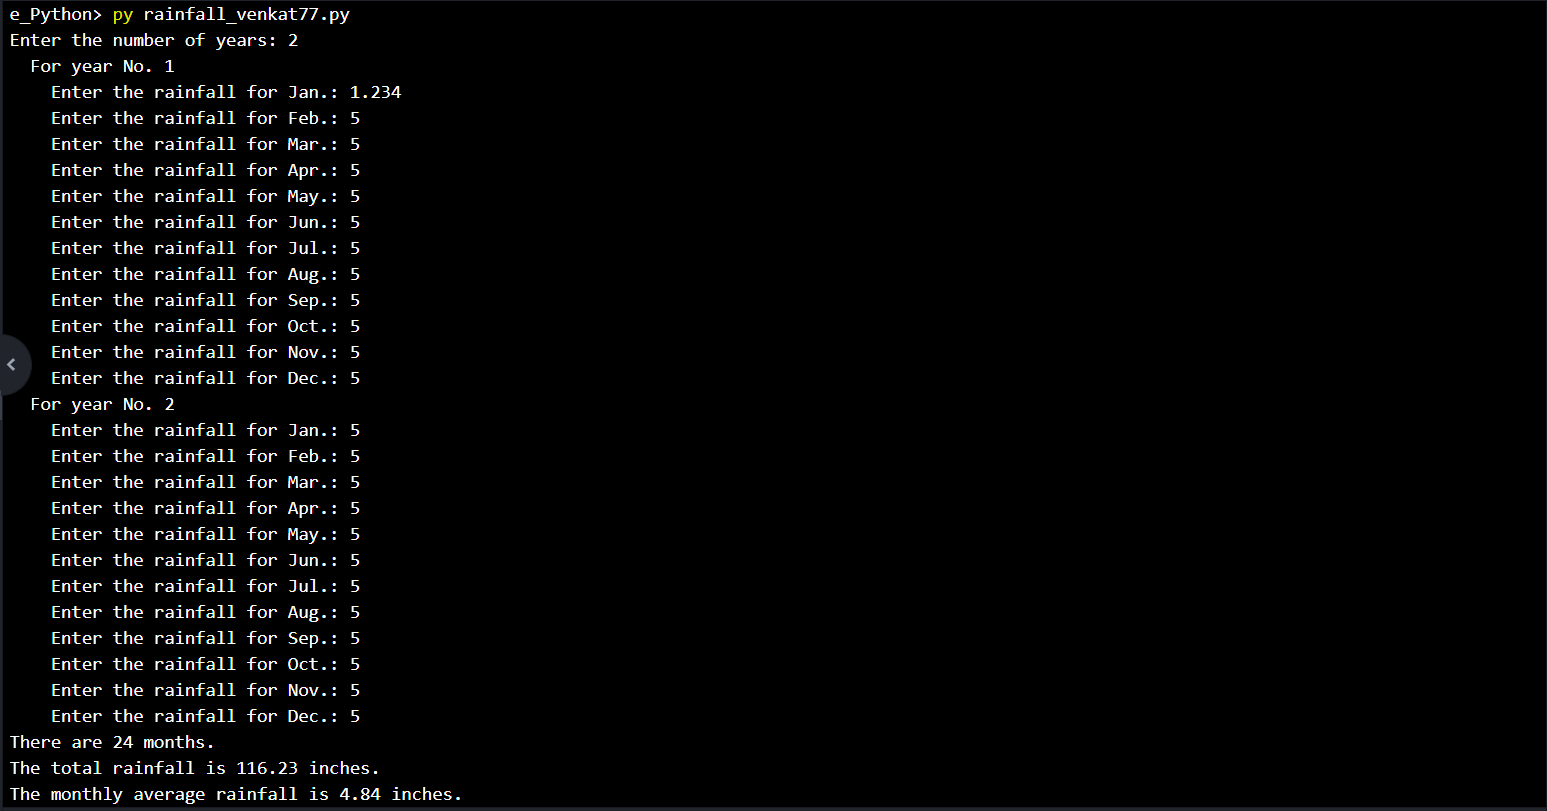 e_Python> py rainfall_venkat77.py
Enter the number of years: 2
  For year No. 1
    Enter the rainfall for Jan.: 1.234
    Enter the rainfall for Feb.: 5
    Enter the rainfall for Mar.: 5
    Enter the rainfall for Apr.: 5
    Enter the rainfall for May.: 5
    Enter the rainfall for Jun.: 5
    Enter the rainfall for Jul.: 5
    Enter the rainfall for Aug.: 5
    Enter the rainfall for Sep.: 5
    Enter the rainfall for Oct.: 5
    Enter the rainfall for Nov.: 5
    Enter the rainfall for Dec.: 5
  For year No. 2
    Enter the rainfall for Jan.: 5
    Enter the rainfall for Feb.: 5
    Enter the rainfall for Mar.: 5
    Enter the rainfall for Apr.: 5
    Enter the rainfall for May.: 5
    Enter the rainfall for Jun.: 5
    Enter the rainfall for Jul.: 5
    Enter the rainfall for Aug.: 5
    Enter the rainfall for Sep.: 5
    Enter the rainfall for Oct.: 5
    Enter the rainfall for Nov.: 5
    Enter the rainfall for Dec.: 5
There are 24 months.
The total rainfall is 116.23 inches.
The monthly average rainfall is 4.84 inches.